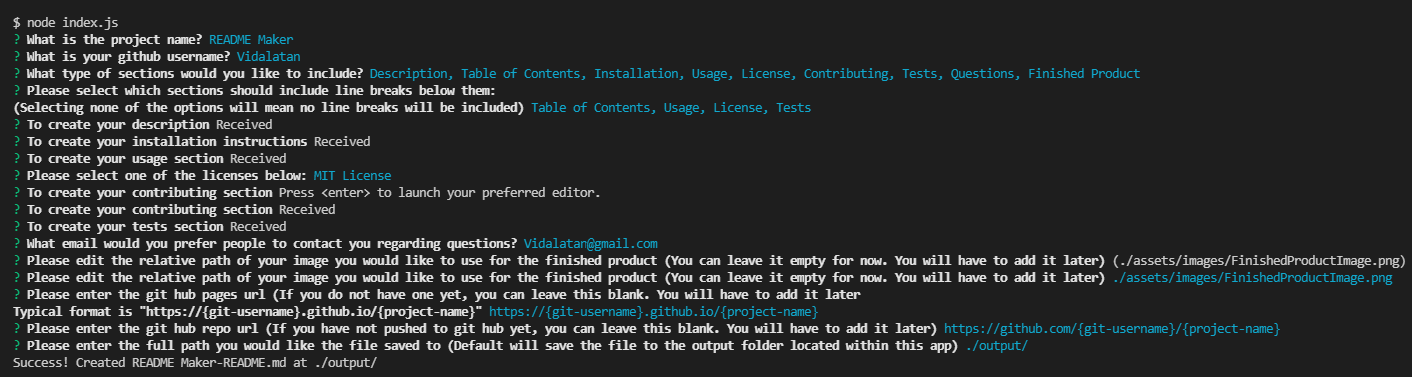 $ node index.js
? What is the project name? README Maker
? What is your github username? Vidalatan
? What type of sections would you like to include? Description, Table of Contents, Installation, Usage, License, Contributing, Tests, Questions, Finished Product
? Please select which sections should include line breaks below them:
(Selecting none of the options will mean no line breaks will be included) Table of Contents, Usage, License, Tests
? To create your description Received
? To create your installation instructions Received
? To create your usage section Received
? Please select one of the licenses below: MIT License
? To create your contributing section Press <enter> to launch your preferred editor.
? To create your contributing section Received
? To create your tests section Received
? What email would you prefer people to contact you regarding questions? Vidalatan@gmail.com
? Please edit the relative path of your image you would like to use for the finished product (You can leave it empty for now. You will have to add it later) (./assets/images/FinishedProductImage.png)
? Please edit the relative path of your image you would like to use for the finished product (You can leave it empty for now. You will have to add it later) ./assets/images/FinishedProductImage.png
? Please enter the git hub pages url (If you do not have one yet, you can leave this blank. You will have to add it later
Typical format is "https://{git-username}.github.io/{project-name}" https://{git-username}.github.io/{project-name}
? Please enter the git hub repo url (If you have not pushed to git hub yet, you can leave this blank. You will have to add it later) https://github.com/{git-username}/{project-name}
? Please enter the full path you would like the file saved to (Default will save the file to the output folder located within this app) ./output/
Success! Created README Maker-README.md at ./output/